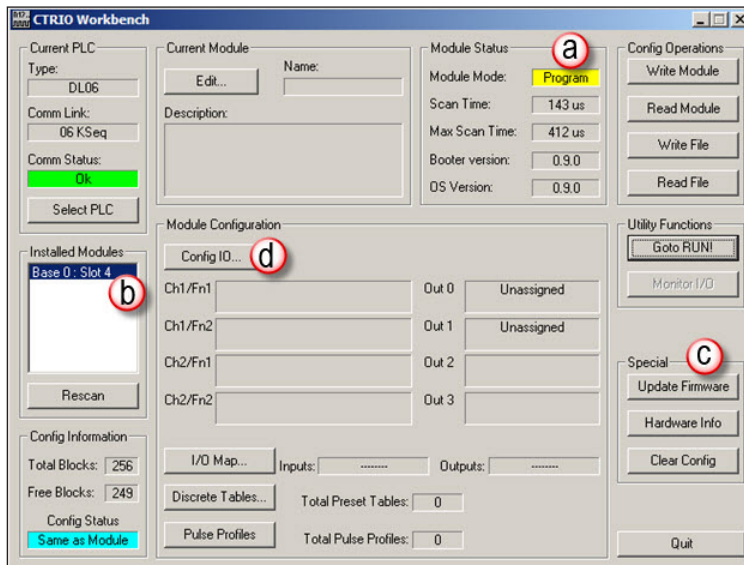 CTRIO Workbench
Current PLC
Type:
DL06
Comm Link:
06 KSeq
Comm Status:
Ok
Select PLC
Installed Modules
Base 0 : Slot 4
b
Rescan
Config Information
Total Blocks: 256
Free Blocks: 249
Config Status
Same as Module
Current Module
Edit...
Name:
Description:
Module Status
a
Module Mode: Program
Scan Time: 143 us
Max Scan Time: 412 us
Booter version: 0.9.0
OS Version: 0.9.0
Module Configuration
Config IO... d
Ch1/Fn1 Out 0 Unassigned
Ch1/Fn2 Out 1 Unassigned
Ch2/Fn1 Out 2
Ch2/Fn2 Out 3
I/O Map... Inputs: ------- Outputs: -------
Discrete Tables... Total Preset Tables: 0
Pulse Profiles Total Pulse Profiles: 0
Config Operations
Write Module
Read Module
Write File
Read File
Utility Functions
Goto RUN!
Monitor I/O
Special c
Update Firmware
Hardware Info
Clear Config
Quit